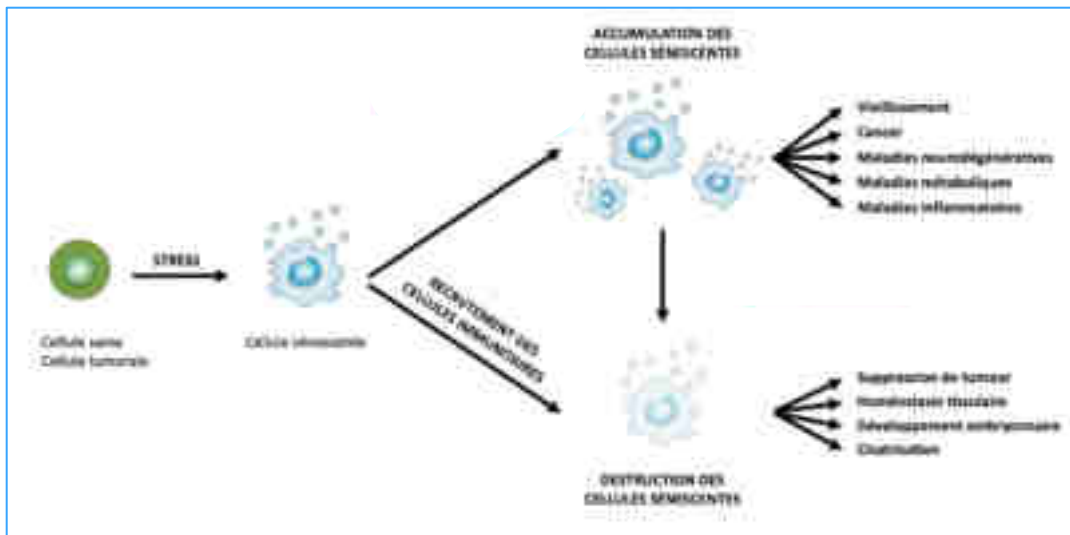 ACCUMULATION DES
CELLULES SÉNESCENTES
Vieillissement
Cancer
Maladies neurodégénératives
Maladies métaboliques
Maladies inflammatoires
STRESS
Cellule saine
Cellule tumorale
Cellule sénescente
RECRUTEMENT DES
CELLULES IMMUNITAIRES
Suppression de tumeur
Homéostasie tissulaire
Développement embryonnaire
Cicatrisation
DESTRUCTION DES
CELLULES SÉNESCENTES